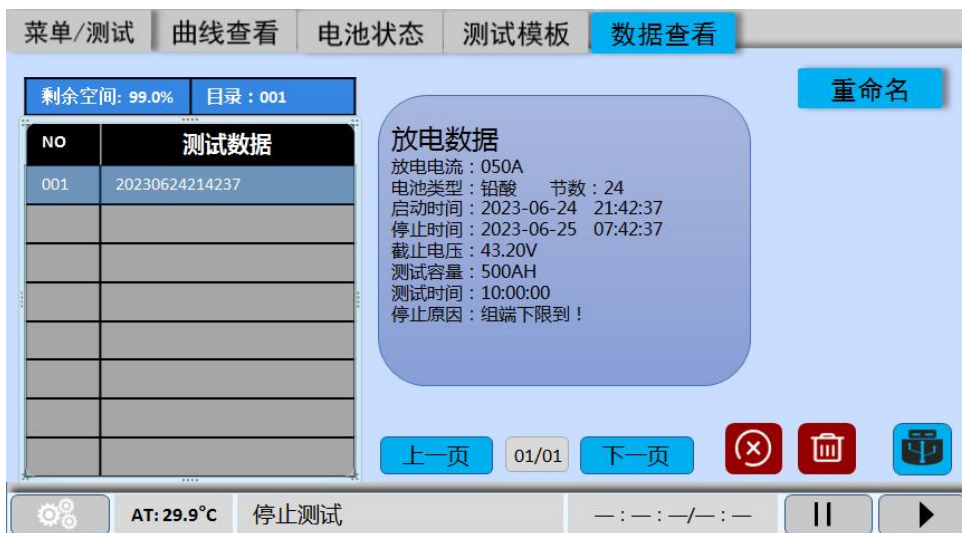 菜单/测试 曲线查看 电池状态 测试模板 数据查看
剩余空间: 99.0% 目录：001
重命名
NO 测试数据
001 20230624214237
放电数据
放电电流：050A
电池类型：铅酸 节数：24
启动时间：2023-06-24 21:42:37
停止时间：2023-06-25 07:42:37
截止电压：43.20V
测试容量：500AH
测试时间：10:00:00
停止原因：组端下限到！
上一页 01/01 下一页
AT: 29.9°C 停止测试 —:—:—/—:—